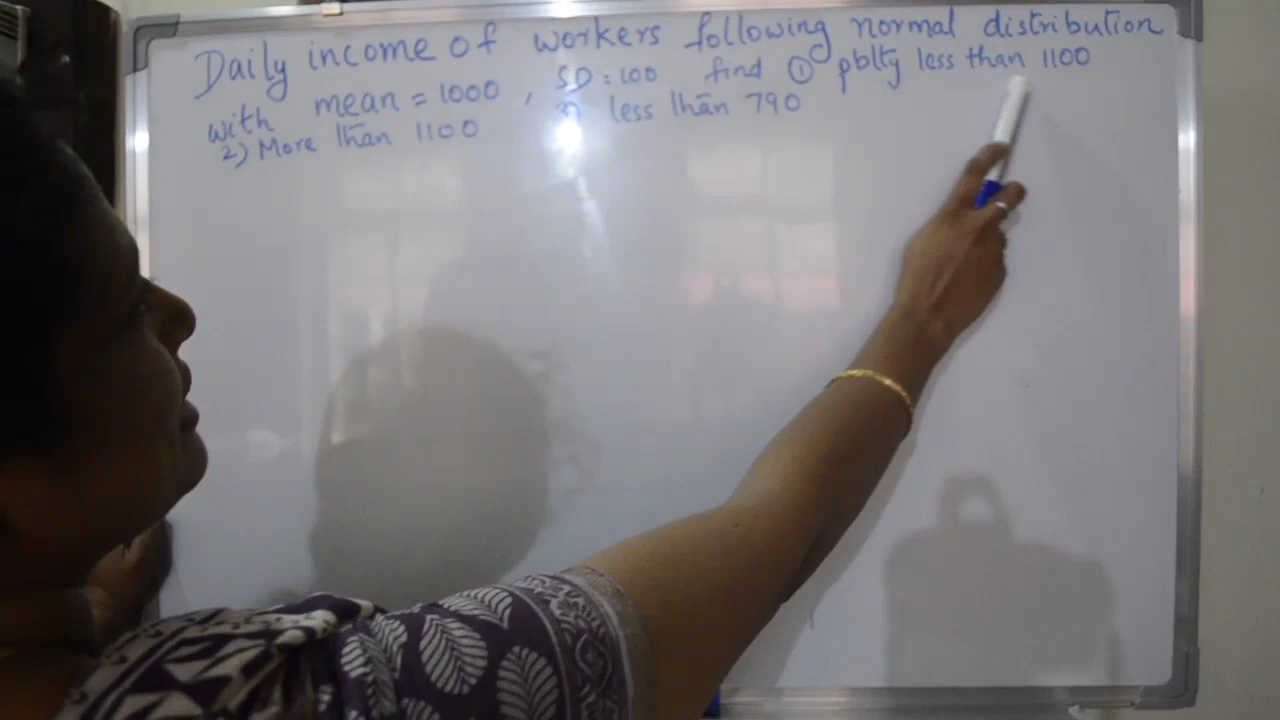 Daily income of workers following normal distribution
with mean = 1000 , SD = 100 find ① pblty less than 1100
2) More than 1100 3) less than 790